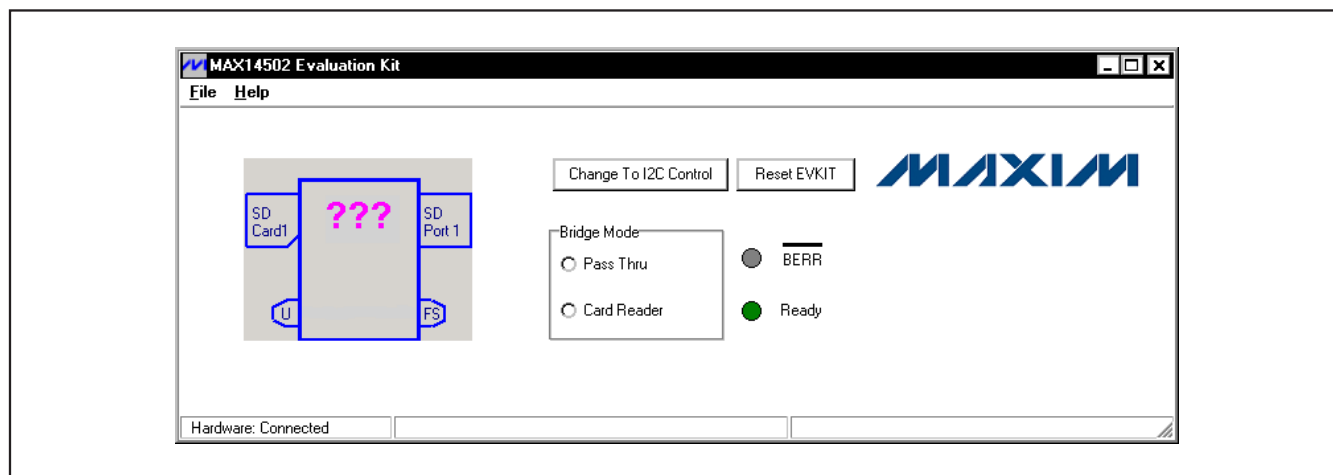 MAX14502 Evaluation Kit
File Help
Change To I2C Control Reset EVKIT MAXIM
SD
Card1
???
SD
Port 1
Bridge Mode
Pass Thru
BERR
U
FS
Card Reader
Ready
Hardware: Connected